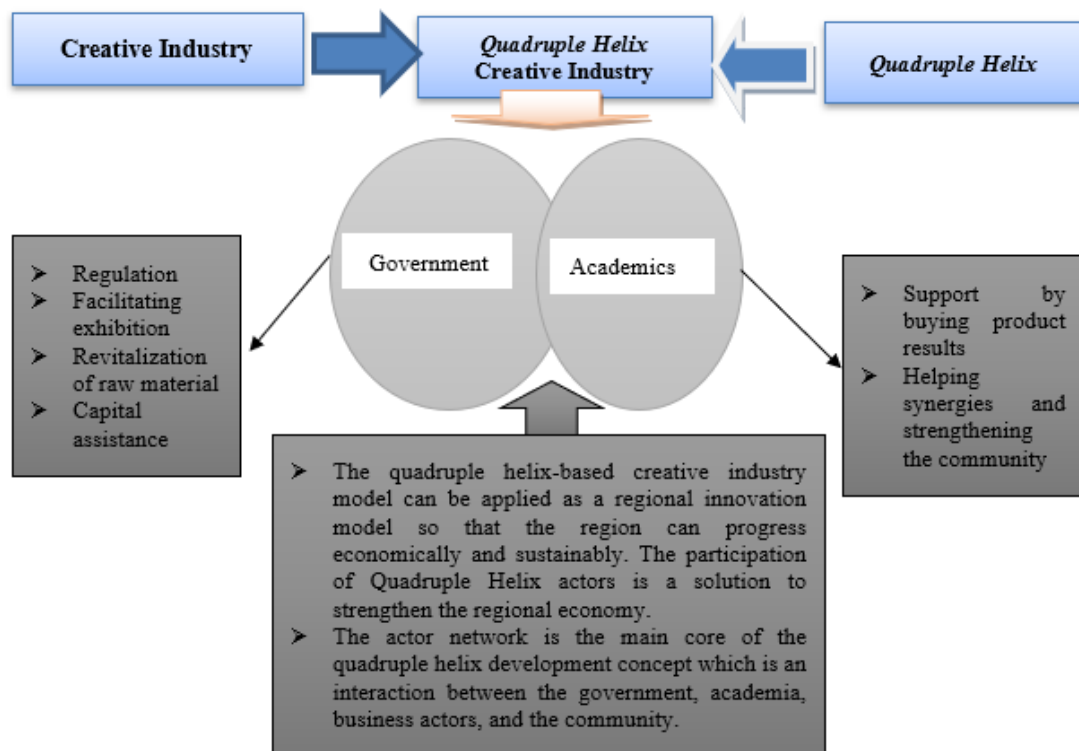 Creative Industry
Quadruple Helix
Creative Industry
Quadruple Helix
Government
Academics
➢ Regulation
➢ Facilitating
exhibition
➢ Revitalization
of raw material
➢ Capital
assistance
➢ Support by
buying product
results
➢ Helping
synergies and
strengthening
the community
➢ The quadruple helix-based creative industry
model can be applied as a regional innovation
model so that the region can progress
economically and sustainably. The participation
of Quadruple Helix actors is a solution to
strengthen the regional economy.
➢ The actor network is the main core of the
quadruple helix development concept which is an
interaction between the government, academia,
business actors, and the community.